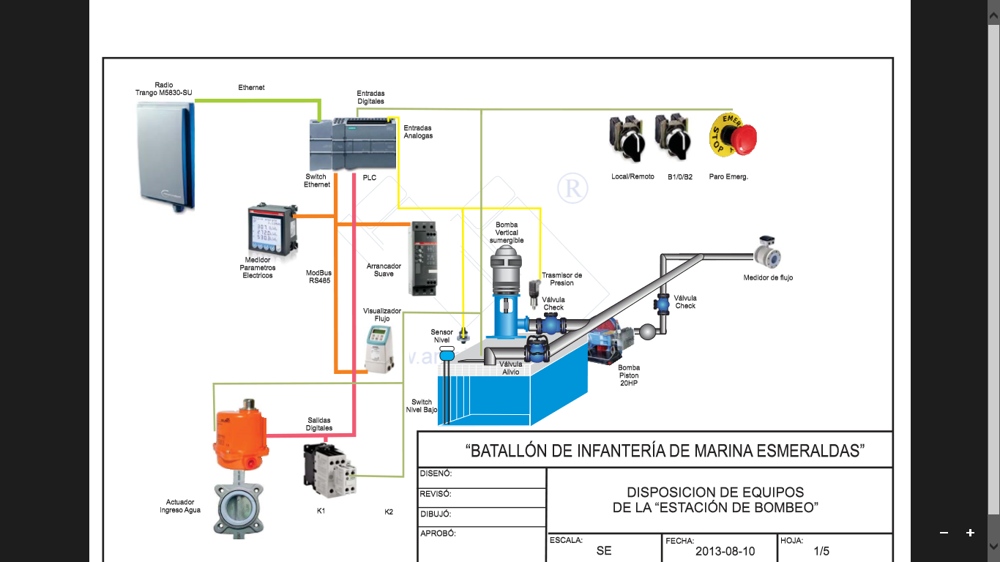 Radio
Trango M5830-SU
Ethernet
Entradas
Digitales
Entradas
Analogas
Switch
Ethernet
PLC
Local/Remoto
B1/0/B2
Paro Emerg.
®
Medidor
Parametros
Electricos
ModBus
RS485
Arrancador
Suave
Bomba
Vertical
sumergible
Trasmisor de
Presion
Válvula
Check
Medidor de flujo
Válvula
Check
Visualizador
Flujo
Sensor
Nivel
Válvula
Alivio
Bomba
Piston
20HP
Switch
Nivel Bajo
Salidas
Digitales
Actuador
Ingreso Agua
K1
K2
STOP
“BATALLÓN DE INFANTERÍA DE MARINA ESMERALDAS”
DISENÓ:
REVISÓ:
DIBUJÓ:
APROBÓ:
DISPOSICION DE EQUIPOS
DE LA “ESTACIÓN DE BOMBEO”
ESCALA:
SE
FECHA:
2013-08-10
HOJA:
1/5